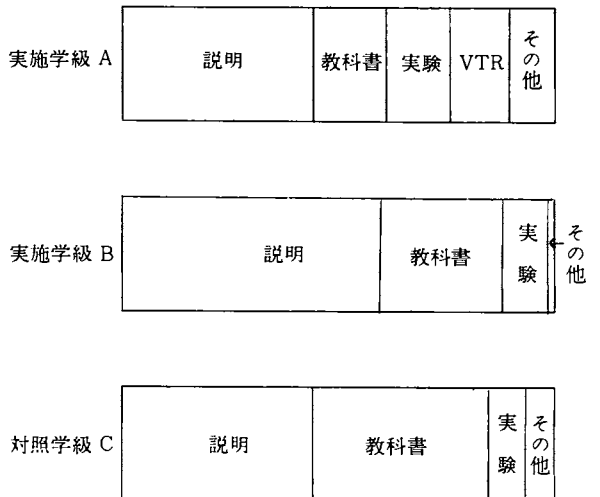 実施学級 A 説明 教科書 実験 VTR その他
実施学級 B 説明 教科書 実験 その他
対照学級 C 説明 教科書 実験 その他